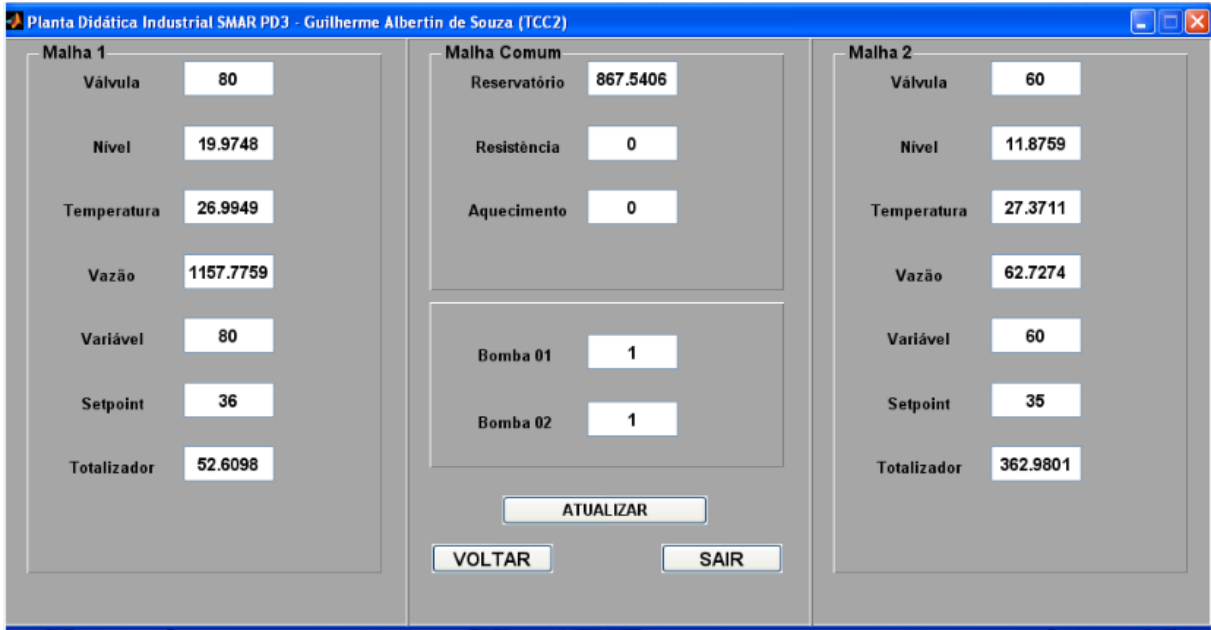 Planta Didática Industrial SMAR PD3 - Guilherme Albertin de Souza (TCC2)
Malha 1
Válvula 80
Nível 19.9748
Temperatura 26.9949
Vazão 1157.7759
Variável 80
Setpoint 36
Totalizador 52.6098
Malha Comum
Reservatório 867.5406
Resistência 0
Aquecimento 0
Bomba 01 1
Bomba 02 1
ATUALIZAR
VOLTAR SAIR
Malha 2
Válvula 60
Nível 11.8759
Temperatura 27.3711
Vazão 62.7274
Variável 60
Setpoint 35
Totalizador 362.9801